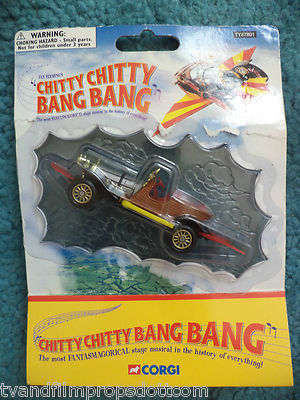 WARNING:
CHOKING HAZARD - Small parts.
Not for children under 3 years
TY87801
IAN FLEMING'S
CHITTY CHITTY
BANG BANG
The most FANTASMAGORICAL stage musical in the history of everything!
CHITTY CHITTY BANG BANG
The most FANTASMAGORICAL stage musical in the history of everything!
CORGI
tvandfilmpropsdotcom@ebay